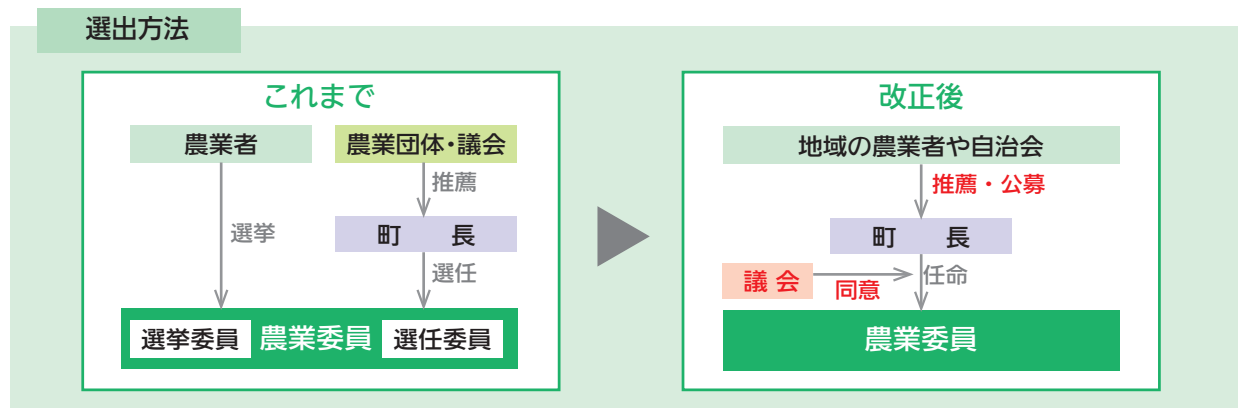 選出方法
これまで
農業者
農業団体・議会
推薦
選挙
町　長
選任
選挙委員
農業委員
選任委員
改正後
地域の農業者や自治会
推薦・公募
町　長
議会
同意
任命
農業委員